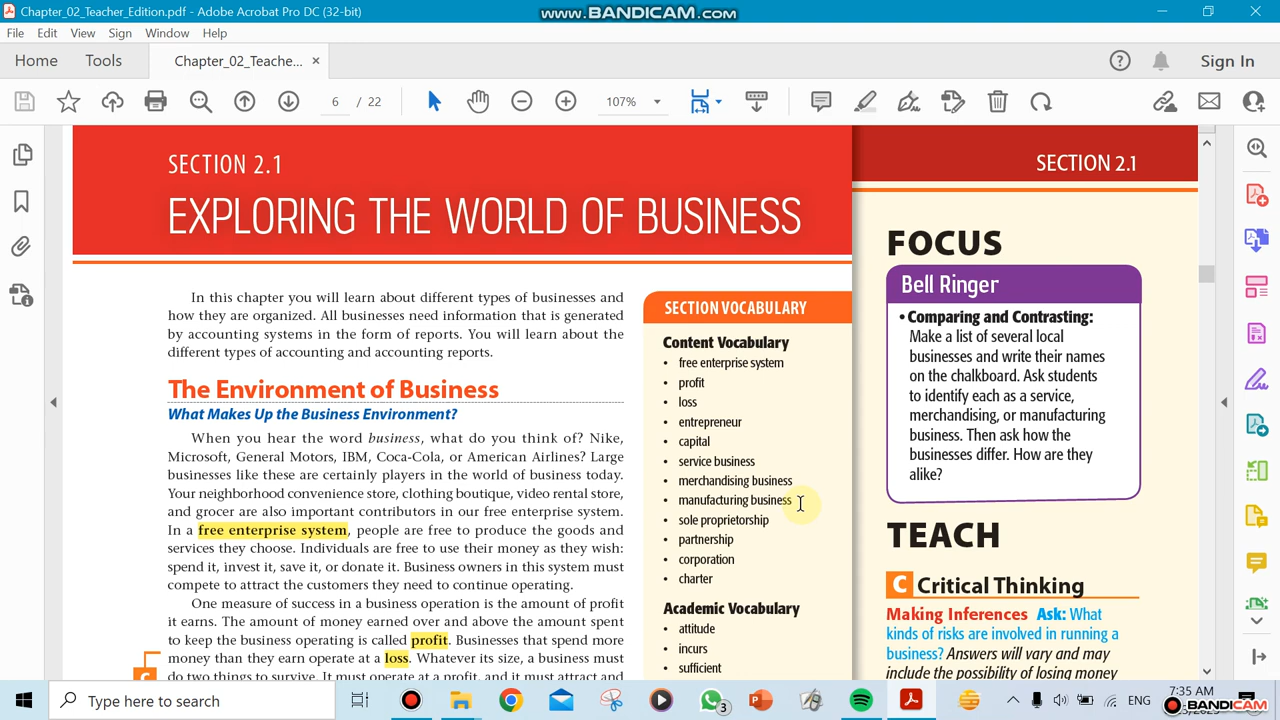 Chapter_02_Teacher_Edition.pdf - Adobe Acrobat Pro DC (32-bit)
www.BANDICAM.com
File Edit View Sign Window Help
Home Tools Chapter_02_Teache... × Sign In
6 / 22 107%
SECTION 2.1
EXPLORING THE WORLD OF BUSINESS
In this chapter you will learn about different types of businesses and
how they are organized. All businesses need information that is generated
by accounting systems in the form of reports. You will learn about the
different types of accounting and accounting reports.
The Environment of Business
What Makes Up the Business Environment?
When you hear the word business, what do you think of? Nike,
Microsoft, General Motors, IBM, Coca-Cola, or American Airlines? Large
businesses like these are certainly players in the world of business today.
Your neighborhood convenience store, clothing boutique, video rental store,
and grocer are also important contributors in our free enterprise system.
In a free enterprise system, people are free to produce the goods and
services they choose. Individuals are free to use their money as they wish:
spend it, invest it, save it, or donate it. Business owners in this system must
compete to attract the customers they need to continue operating.
One measure of success in a business operation is the amount of profit
it earns. The amount of money earned over and above the amount spent
to keep the business operating is called profit. Businesses that spend more
money than they earn operate at a loss. Whatever its size, a business must
do two things to survive. It must operate at a profit, and it must attract and
C
SECTION VOCABULARY
Content Vocabulary
• free enterprise system
• profit
• loss
• entrepreneur
• capital
• service business
• merchandising business
• manufacturing business
• sole proprietorship
• partnership
• corporation
• charter
Academic Vocabulary
• attitude
• incurs
• sufficient
SECTION 2.1
FOCUS
Bell Ringer
• Comparing and Contrasting:
Make a list of several local
businesses and write their names
on the chalkboard. Ask students
to identify each as a service,
merchandising, or manufacturing
business. Then ask how the
businesses differ. How are they
alike?
TEACH
C Critical Thinking
Making Inferences Ask: What
kinds of risks are involved in running a
business? Answers will vary and may
include the possibility of losing money
Type here to search
3
ENG
7:35 AM
BANDICAM